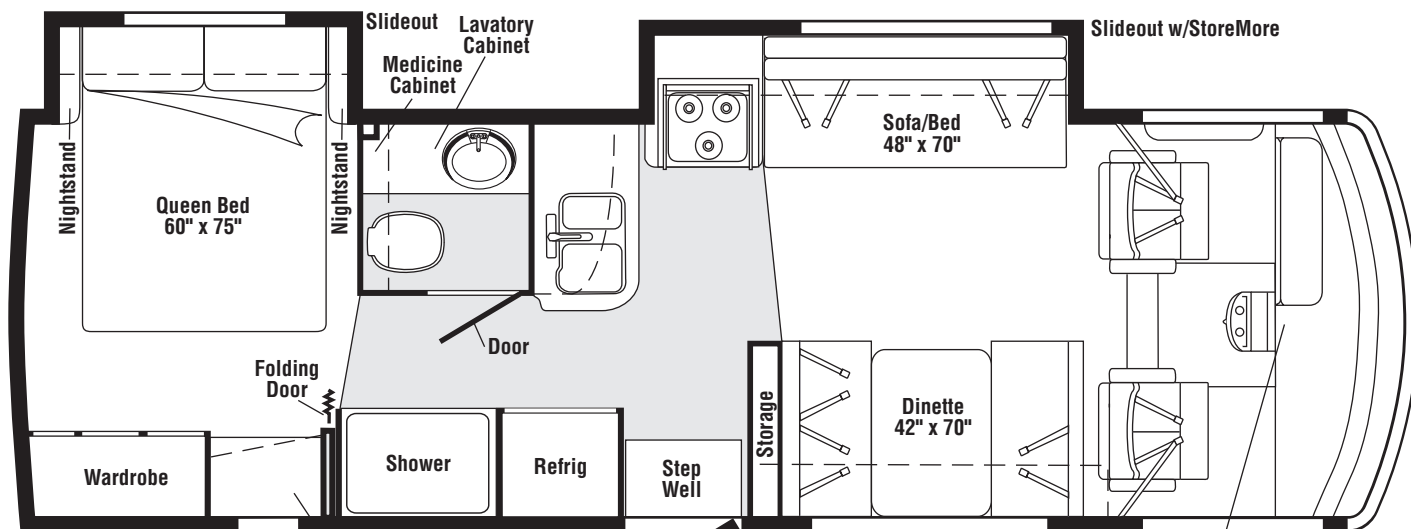 Slideout
Lavatory
Cabinet
Medicine
Cabinet
Slideout w/StoreMore
Nightstand
Queen Bed
60" x 75"
Nightstand
Sofa/Bed
48" x 70"
Door
Folding
Door
Wardrobe
Shower
Refrig
Step
Well
Storage
Dinette
42" x 70"